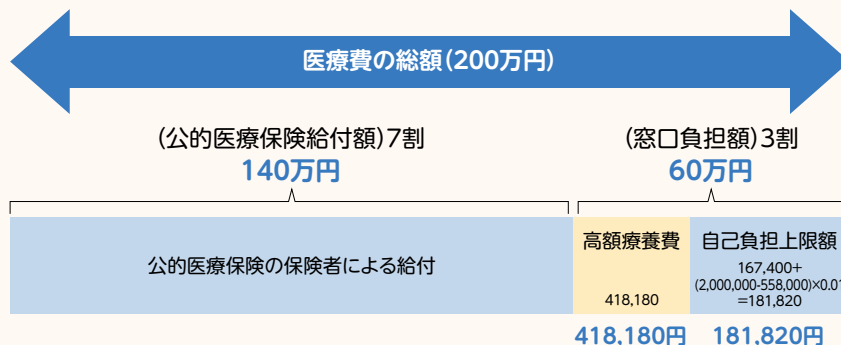 医療費の総額(200万円)
(公的医療保険給付額)7割
140万円
(窓口負担額)3割
60万円
公的医療保険の保険者による給付
高額療養費
418,180
自己負担上限額
167,400+
(2,000,000-558,000)×0.01
=181,820
418,180円
181,820円